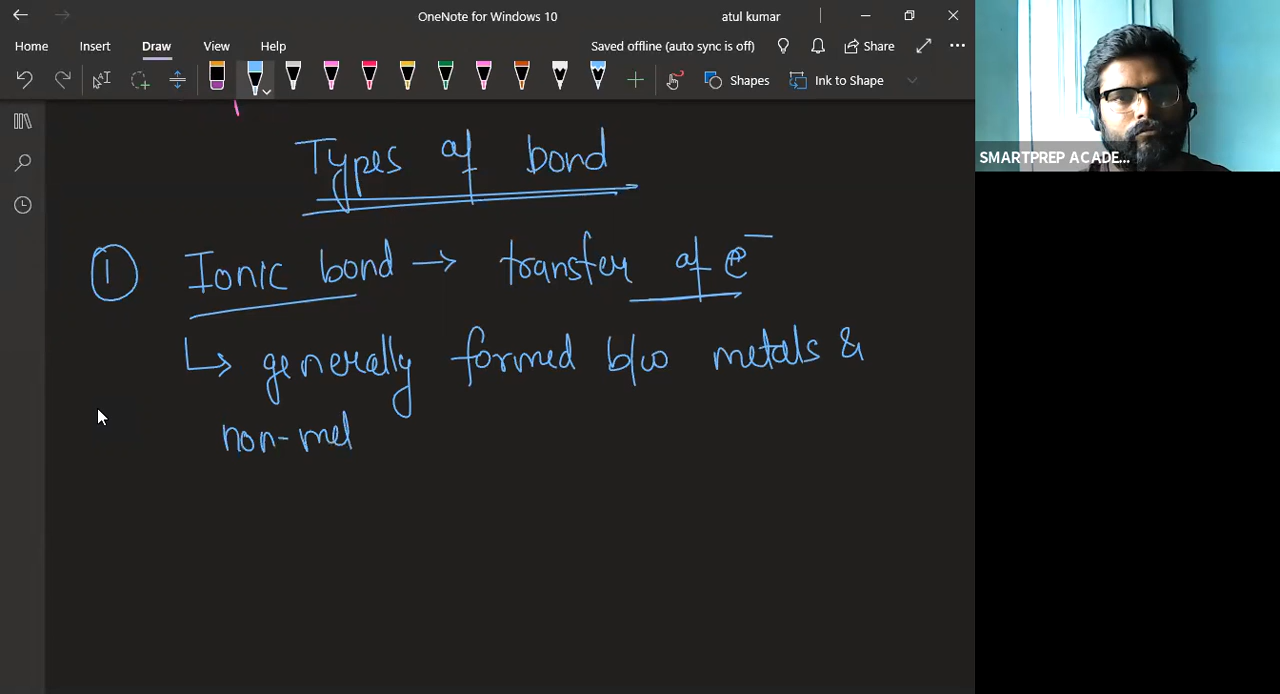 OneNote for Windows 10
atul kumar
Home Insert Draw View Help
Saved offline (auto sync is off)
Share
Shapes
Ink to Shape
SMARTPREP ACADE...
Types of bond
① Ionic bond → transfer of e⁻
↳ generally formed b/w metals &
non-met